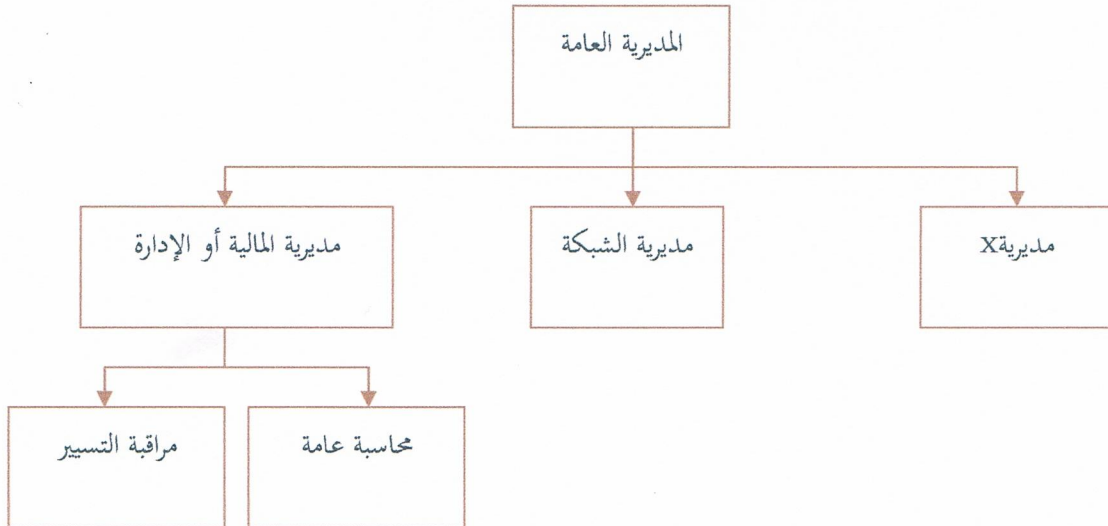 المديرية العامة
مديريةX
مديرية الشبكة
مديرية المالية أو الإدارة
محاسبة عامة
مراقبة التسيير